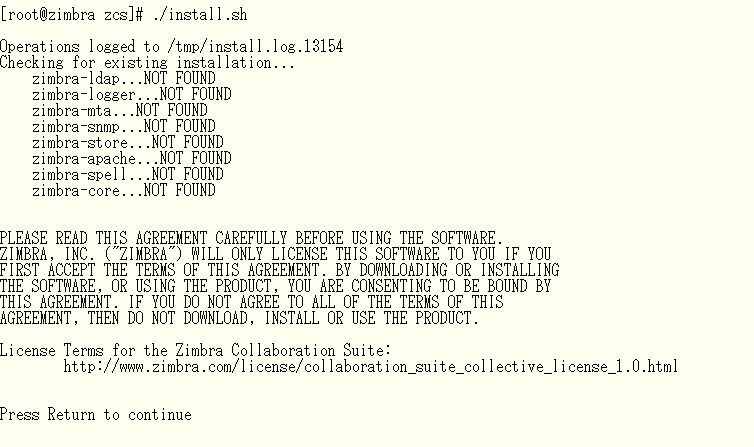 [root@zimbra zcs]# ./install.sh
Operations logged to /tmp/install.log.13154
Checking for existing installation...
zimbra-ldap...NOT FOUND
zimbra-logger...NOT FOUND
zimbra-mta...NOT FOUND
zimbra-snmp...NOT FOUND
zimbra-store...NOT FOUND
zimbra-apache...NOT FOUND
zimbra-spell...NOT FOUND
zimbra-core...NOT FOUND
PLEASE READ THIS AGREEMENT CAREFULLY BEFORE USING THE SOFTWARE.
ZIMBRA, INC. ("ZIMBRA") WILL ONLY LICENSE THIS SOFTWARE TO YOU IF YOU
FIRST ACCEPT THE TERMS OF THIS AGREEMENT. BY DOWNLOADING OR INSTALLING
THE SOFTWARE, OR USING THE PRODUCT, YOU ARE CONSENTING TO BE BOUND BY
THIS AGREEMENT. IF YOU DO NOT AGREE TO ALL OF THE TERMS OF THIS
AGREEMENT, THEN DO NOT DOWNLOAD, INSTALL OR USE THE PRODUCT.
License Terms for the Zimbra Collaboration Suite:
http://www.zimbra.com/license/collaboration_suite_collective_license_1.0.html
Press Return to continue